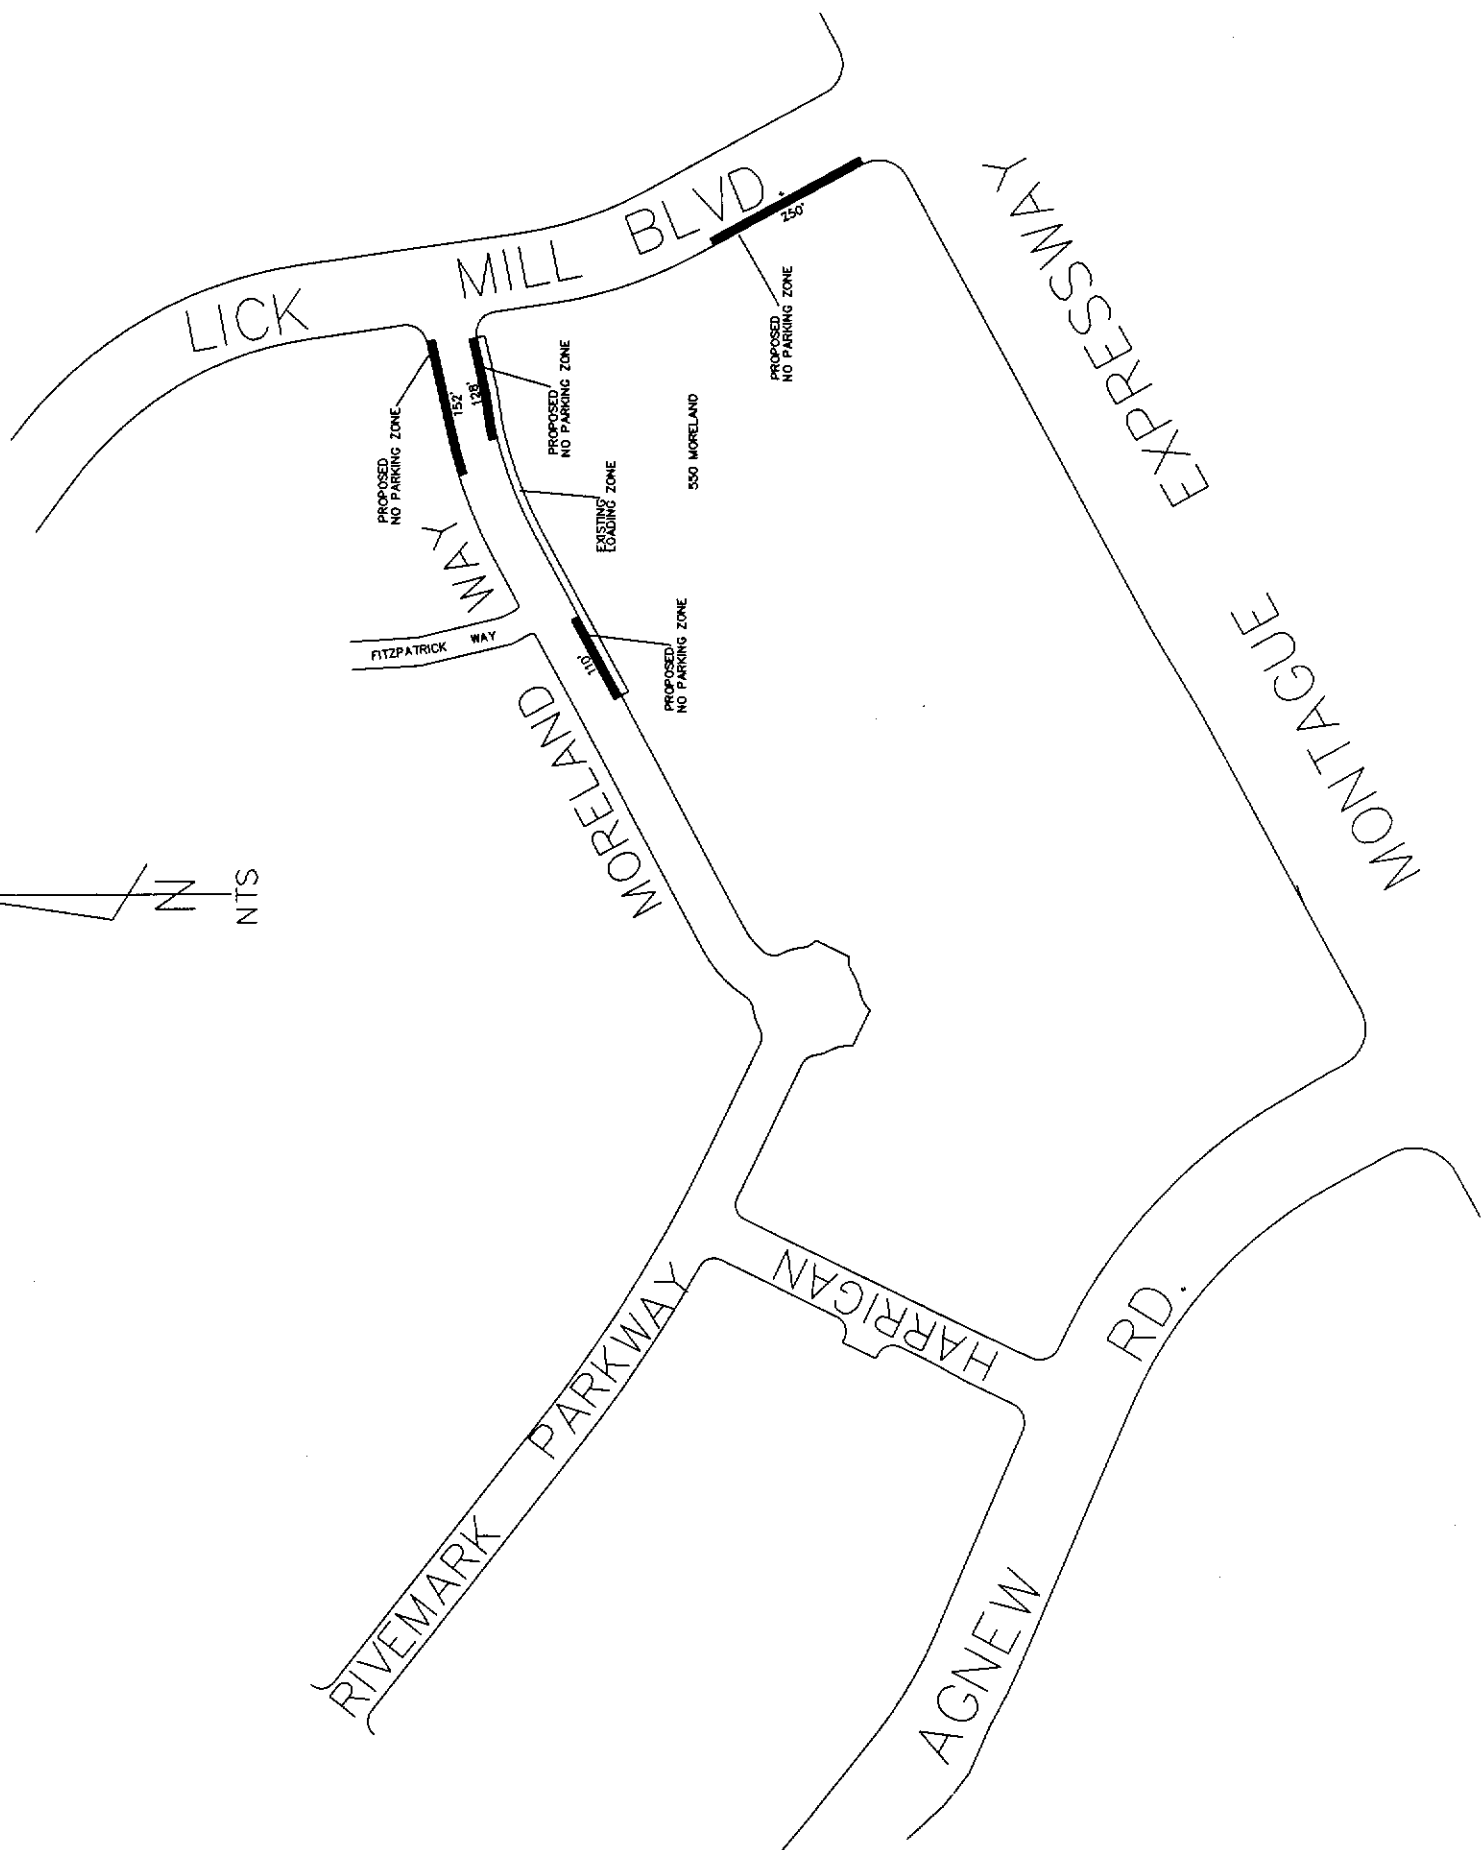 LICK MILL BLVD.
250'
PROPOSED
NO PARKING ZONE
152'
PROPOSED
NO PARKING ZONE
128'
PROPOSED
NO PARKING ZONE
EXISTING
LOADING ZONE
550 MORELAND
110'
PROPOSED
NO PARKING ZONE
FITZPATRICK WAY
MORELAND WAY
MONTAGUE EXPRESSWAY
N
NTS
RIVEMARK PARKWAY
HARRIGAN
AGNEW RD.